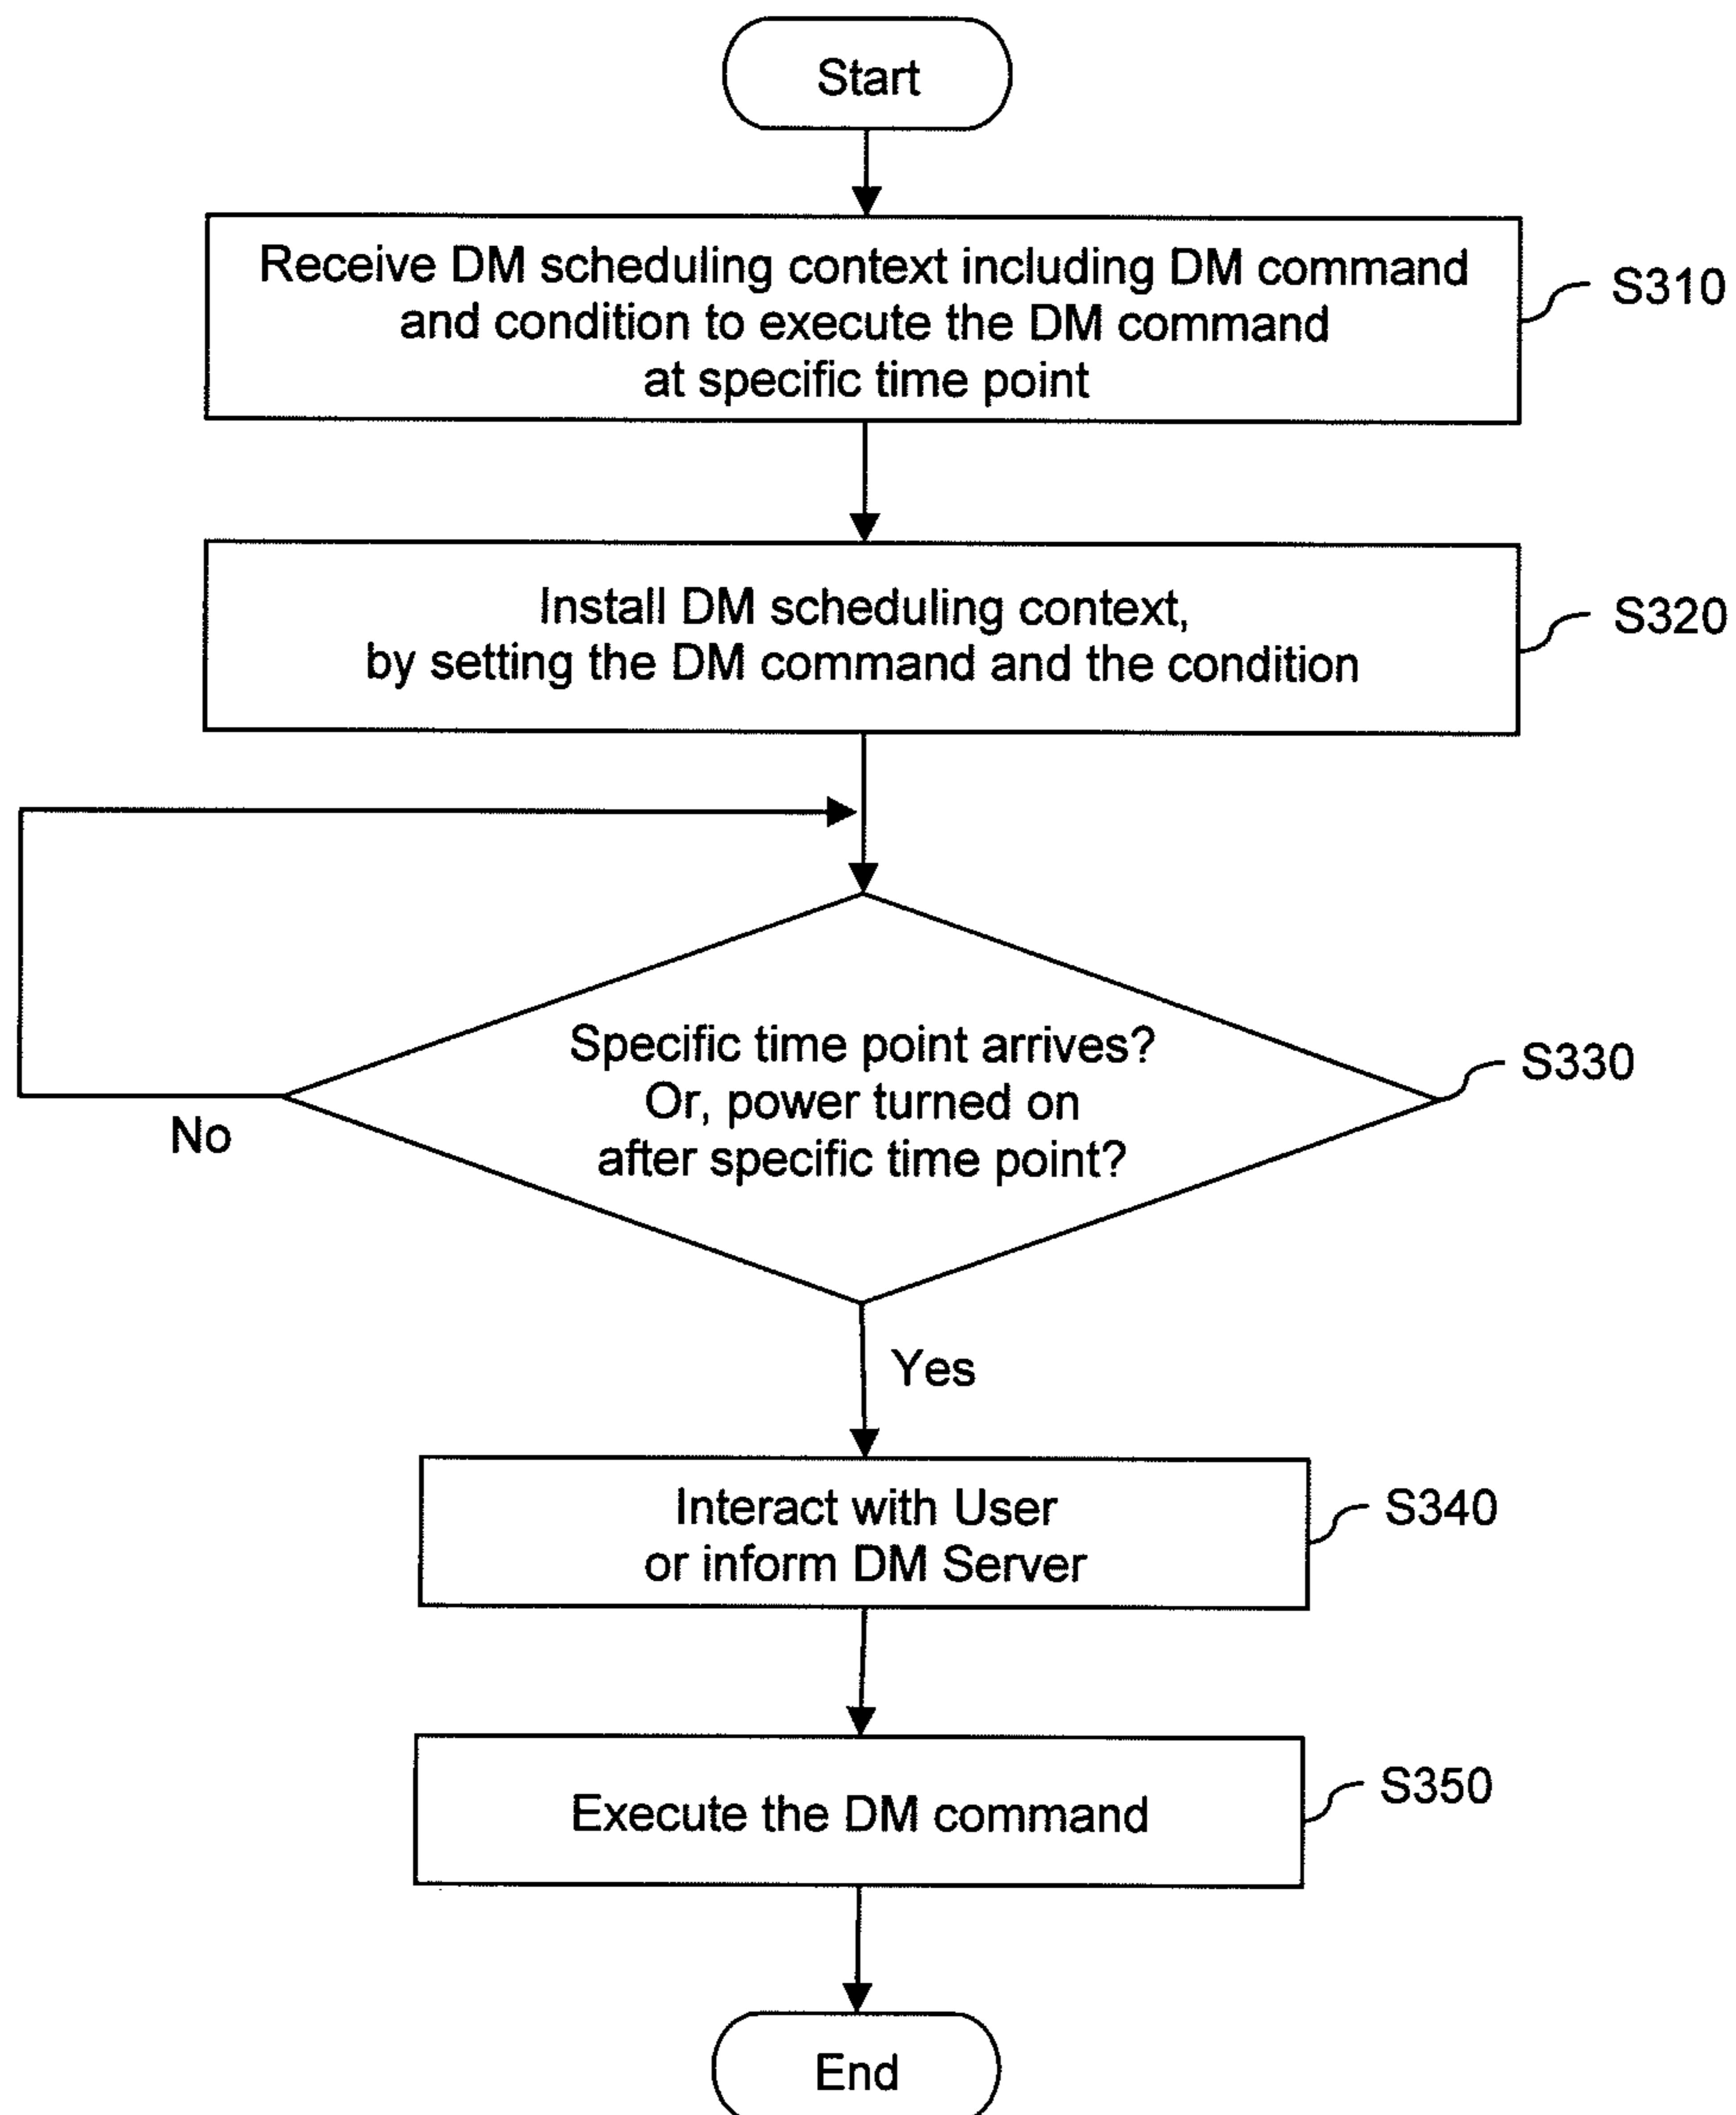 Start
Receive DM scheduling context including DM command
and condition to execute the DM command
at specific time point
S310
Install DM scheduling context,
by setting the DM command and the condition
S320
Specific time point arrives?
Or, power turned on
after specific time point?
S330
No
Yes
Interact with User
or inform DM Server
S340
Execute the DM command
S350
End